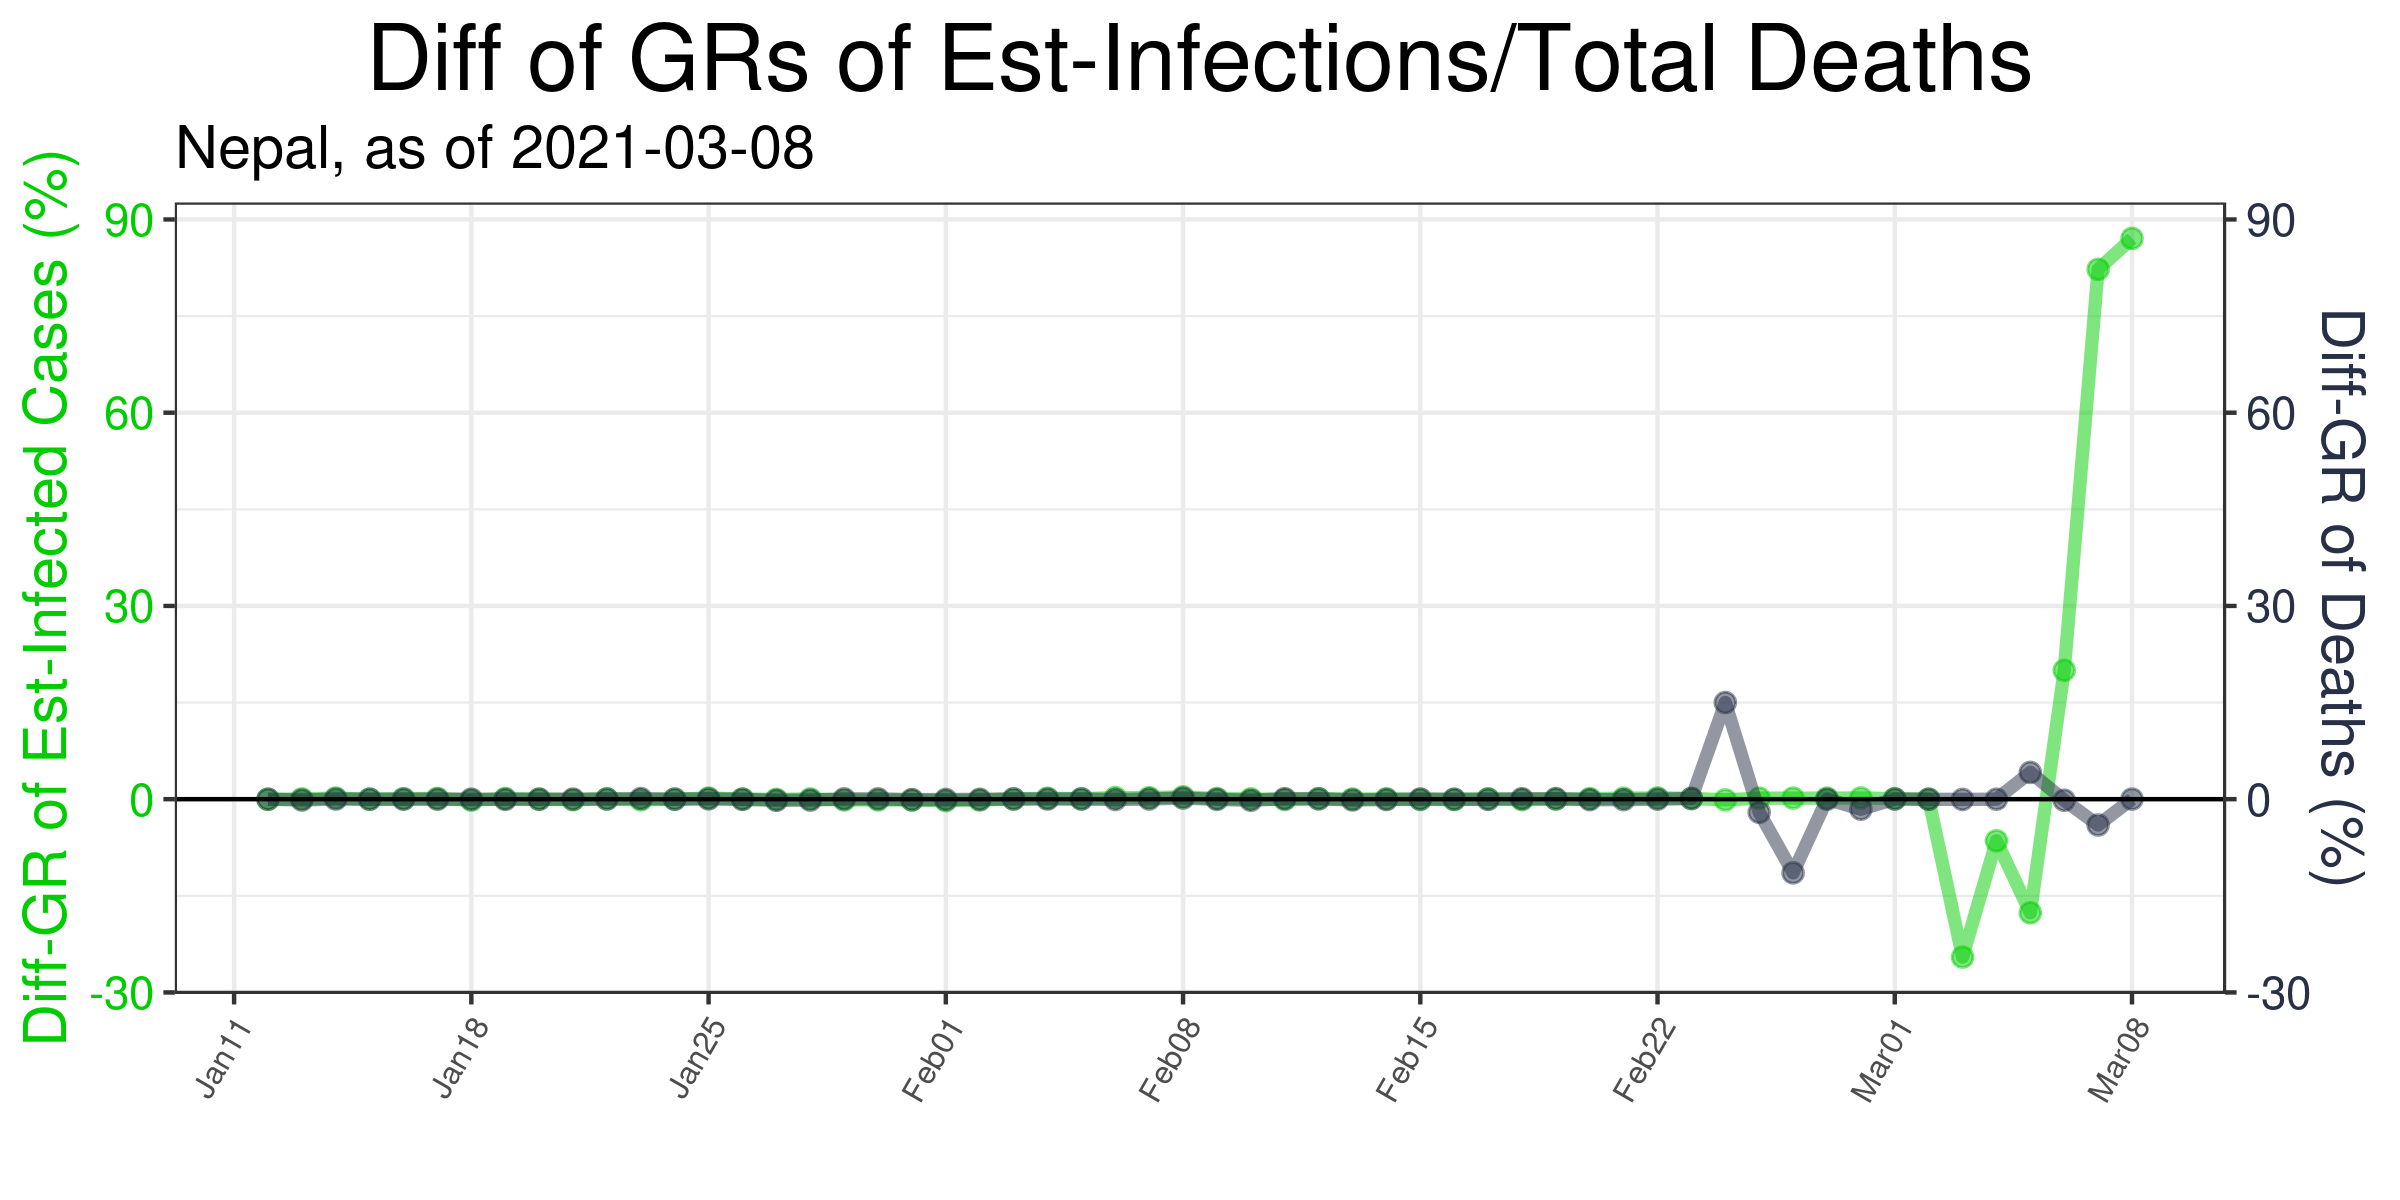 Diff of GRs of Est-Infections/Total Deaths
Nepal, as of 2021-03-08
Diff-GR of Est-Infected Cases (%)
90
60
30
0
-30
90
60
30
0
-30
Diff-GR of Deaths (%)
Jan11
Jan18
Jan25
Feb01
Feb08
Feb15
Feb22
Mar01
Mar08